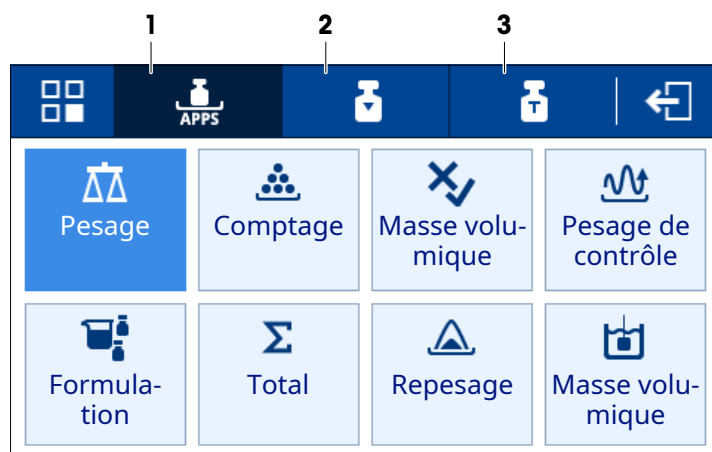 1 2 3
APPS
T
Pesage
Comptage
Masse volu-
mique
Pesage de
contrôle
Formula-
tion
Total
Repesage
Masse volu-
mique